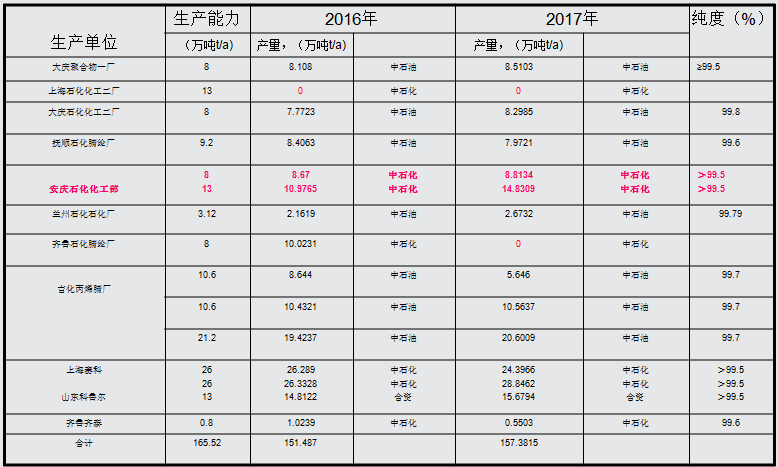 生产单位 生产能力 2016年 2017年 纯度（%）
（万吨t/a） 产量，（万吨t/a） 产量，（万吨t/a）
大庆聚合物一厂 8 8.108 中石油 8.5103 中石油 ≥99.5
上海石化化工二厂 13 0 中石化 0 中石化
大庆石化化工二厂 8 7.7723 中石油 8.2985 中石油 99.8
抚顺石化腈纶厂 9.2 8.4063 中石油 7.9721 中石油 99.6
8 8.67 中石化 8.8134 中石化 ＞99.5
安庆石化化工部 13 10.9765 中石化 14.8309 中石化 ＞99.5
兰州石化石化厂 3.12 2.1619 中石油 2.6732 中石油 99.79
齐鲁石化腈纶厂 8 10.0231 中石化 0 中石化
吉化丙烯腈厂 10.6 8.644 中石油 5.646 中石油 99.7
10.6 10.4321 中石油 10.5637 中石油 99.7
21.2 19.4237 中石油 20.6009 中石油 99.7
上海赛科 26 26.289 中石化 24.3966 中石化 ＞99.5
26 26.3328 中石化 28.8462 中石化 ＞99.5
山东科鲁尔 13 14.8122 合资 15.6794 合资 ＞99.5
齐鲁齐泰 0.8 1.0239 中石化 0.5503 中石化 99.6
合计 165.52 151.487 157.3815